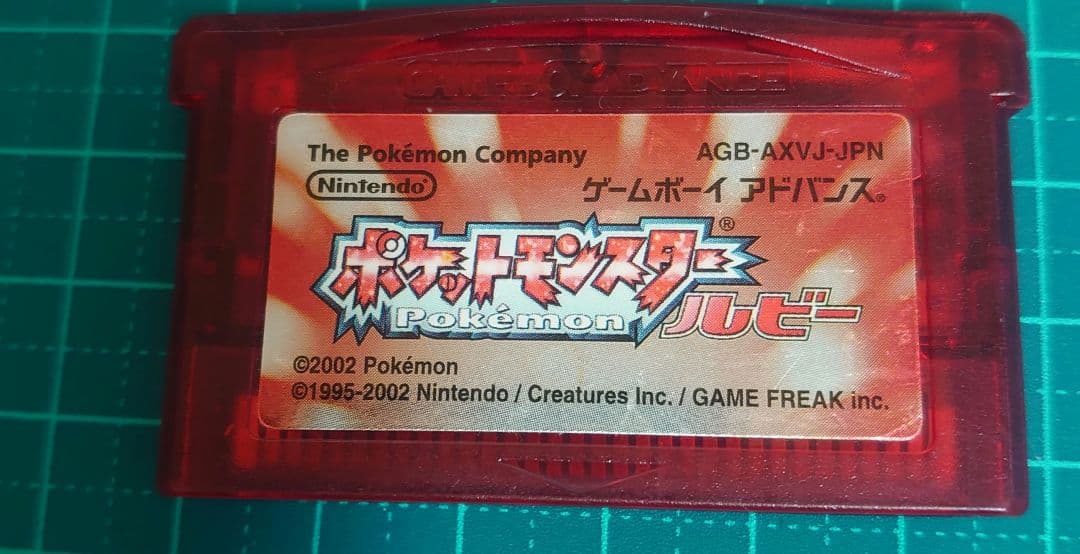 GAME BOY ADVANCE
The Pokémon Company
AGB-AXVJ-JPN
Nintendo
ゲームボーイ アドバンス®
ポケットモンスター®
Pokémon
ルビー
©2002 Pokémon
©1995-2002 Nintendo / Creatures Inc. / GAME FREAK inc.